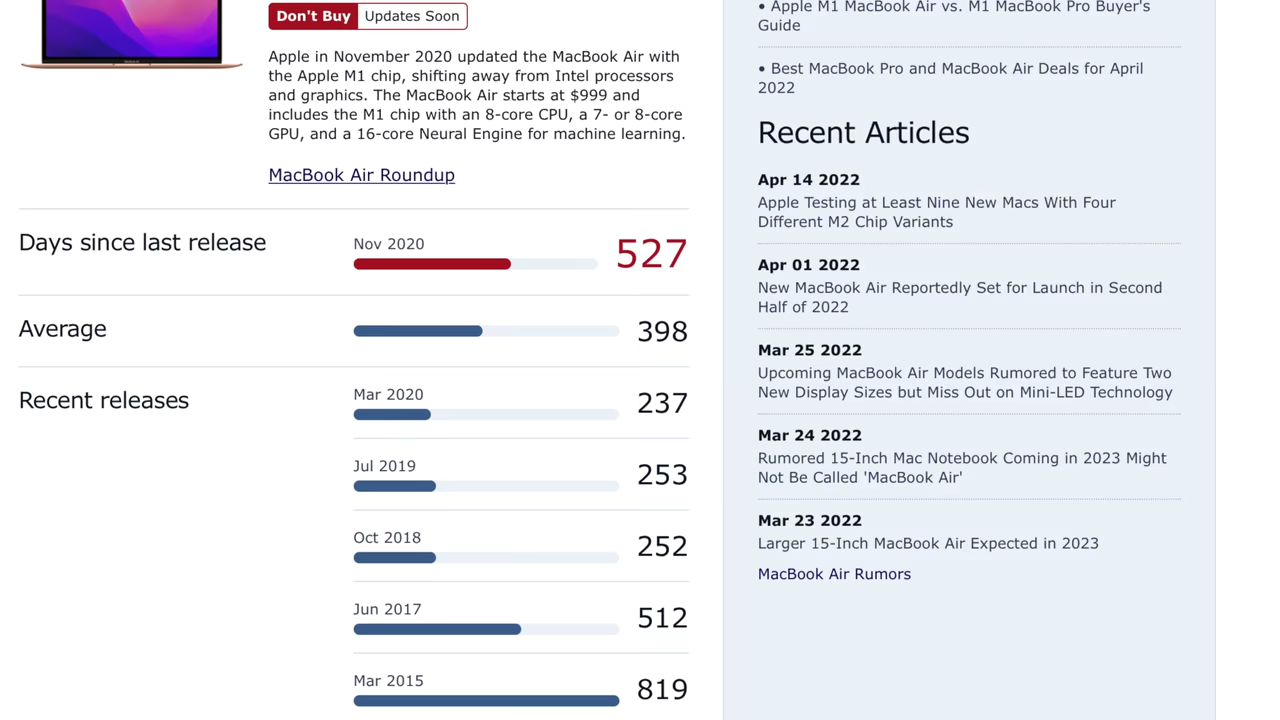 Don't Buy Updates Soon
Apple in November 2020 updated the MacBook Air with
the Apple M1 chip, shifting away from Intel processors
and graphics. The MacBook Air starts at $999 and
includes the M1 chip with an 8-core CPU, a 7- or 8-core
GPU, and a 16-core Neural Engine for machine learning.
MacBook Air Roundup
Days since last release
Nov 2020
527
Average
398
Recent releases
Mar 2020
237
Jul 2019
253
Oct 2018
252
Jun 2017
512
Mar 2015
819
• Apple M1 MacBook Air vs. M1 MacBook Pro Buyer's
Guide
• Best MacBook Pro and MacBook Air Deals for April
2022
Recent Articles
Apr 14 2022
Apple Testing at Least Nine New Macs With Four
Different M2 Chip Variants
Apr 01 2022
New MacBook Air Reportedly Set for Launch in Second
Half of 2022
Mar 25 2022
Upcoming MacBook Air Models Rumored to Feature Two
New Display Sizes but Miss Out on Mini-LED Technology
Mar 24 2022
Rumored 15-Inch Mac Notebook Coming in 2023 Might
Not Be Called 'MacBook Air'
Mar 23 2022
Larger 15-Inch MacBook Air Expected in 2023
MacBook Air Rumors